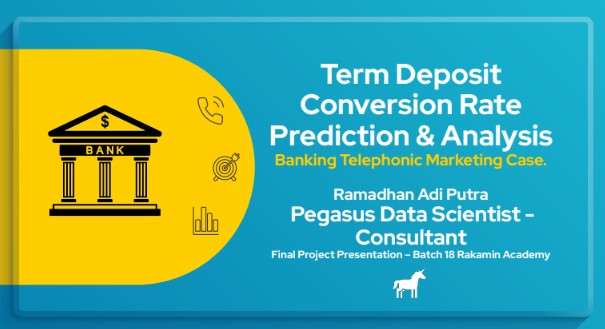 $
BANK
Term Deposit
Conversion Rate
Prediction & Analysis
Banking Telephonic Marketing Case.
Ramadhan Adi Putra
Pegasus Data Scientist -
Consultant
Final Project Presentation – Batch 18 Rakamin Academy